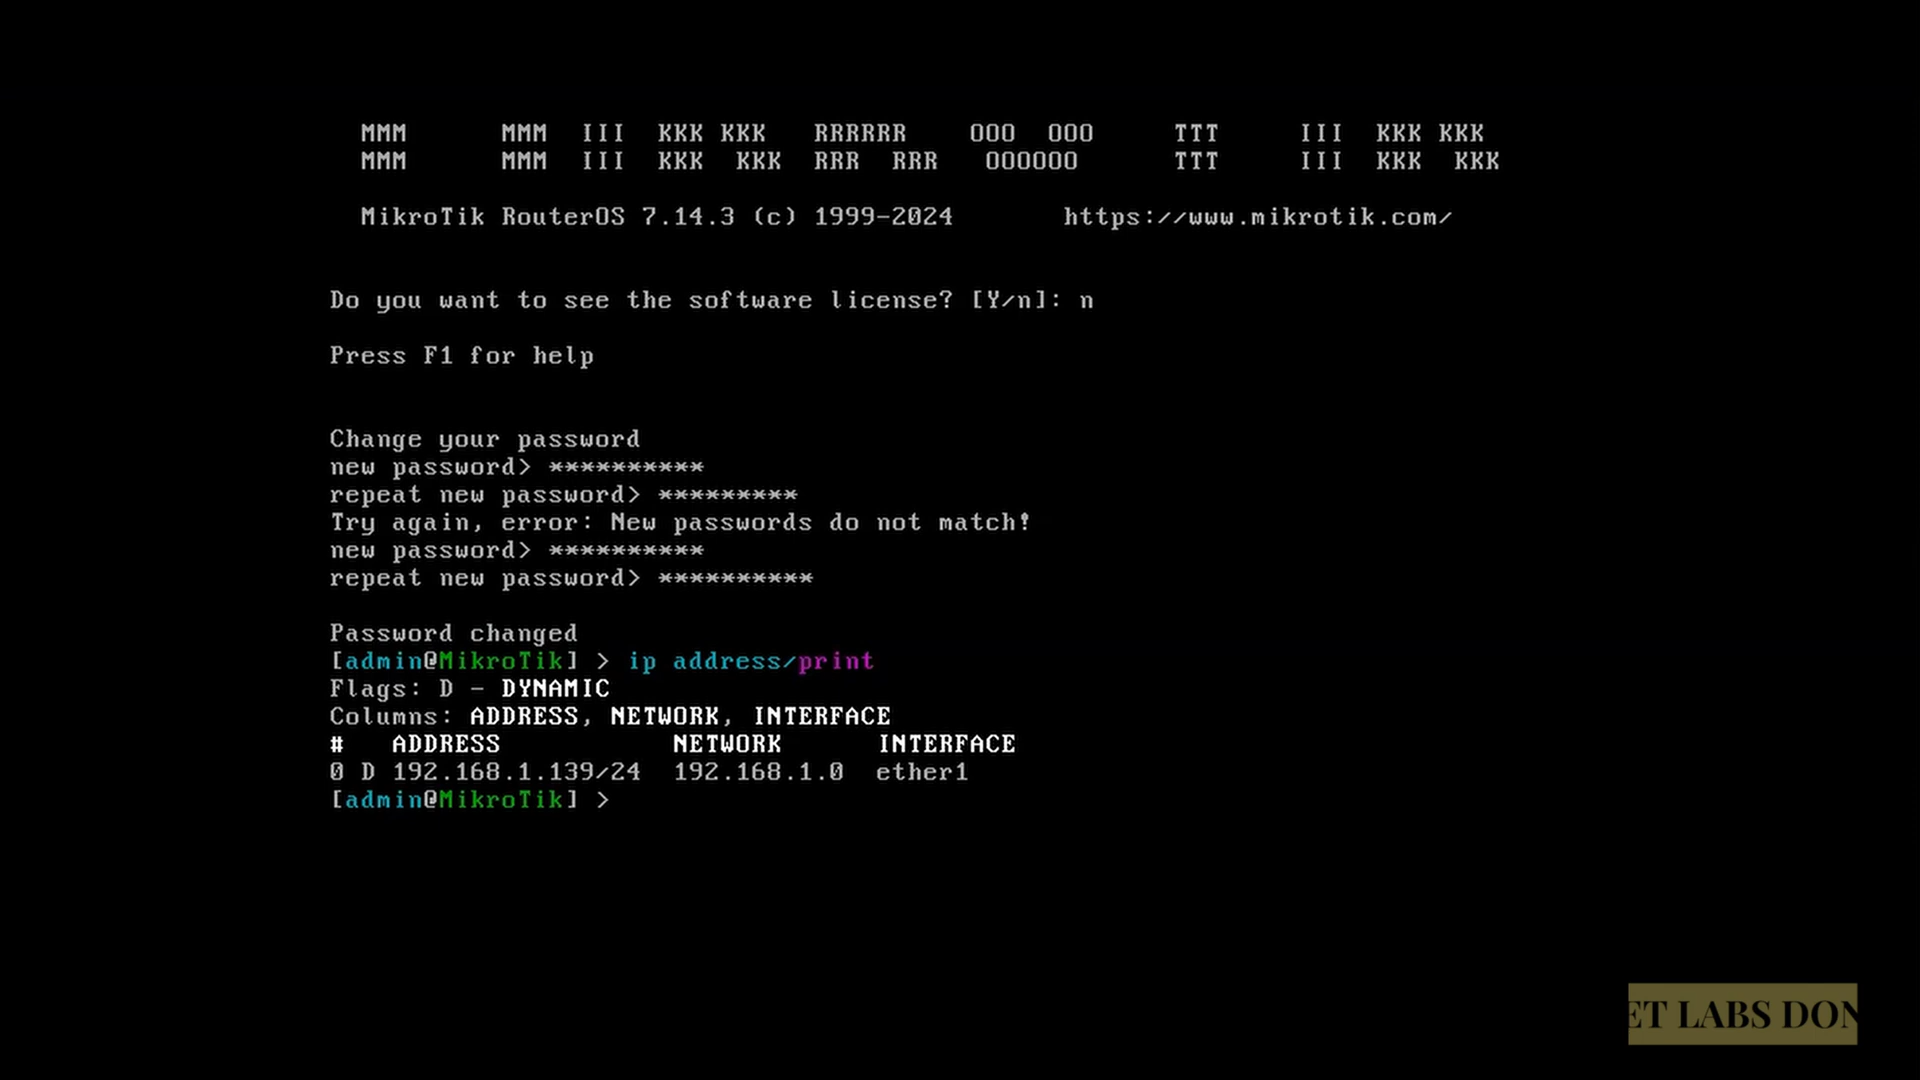 MMM      MMM  III  KKK KKK   RRRRRR    OOO  OOO     TTT     III  KKK KKK
MMM      MMM  III  KKK  KKK  RRR  RRR   OOOOOO      TTT     III  KKK  KKK
MikroTik RouterOS 7.14.3 (c) 1999-2024       https://www.mikrotik.com/
Do you want to see the software license? [Y/n]: n
Press F1 for help
Change your password
new password> **********
repeat new password> *********
Try again, error: New passwords do not match!
new password> **********
repeat new password> **********
Password changed
[admin@MikroTik] > ip address/print
Flags: D - DYNAMIC
Columns: ADDRESS, NETWORK, INTERFACE
#   ADDRESS           NETWORK      INTERFACE
0 D 192.168.1.139/24  192.168.1.0  ether1
[admin@MikroTik] >
ET LABS DON